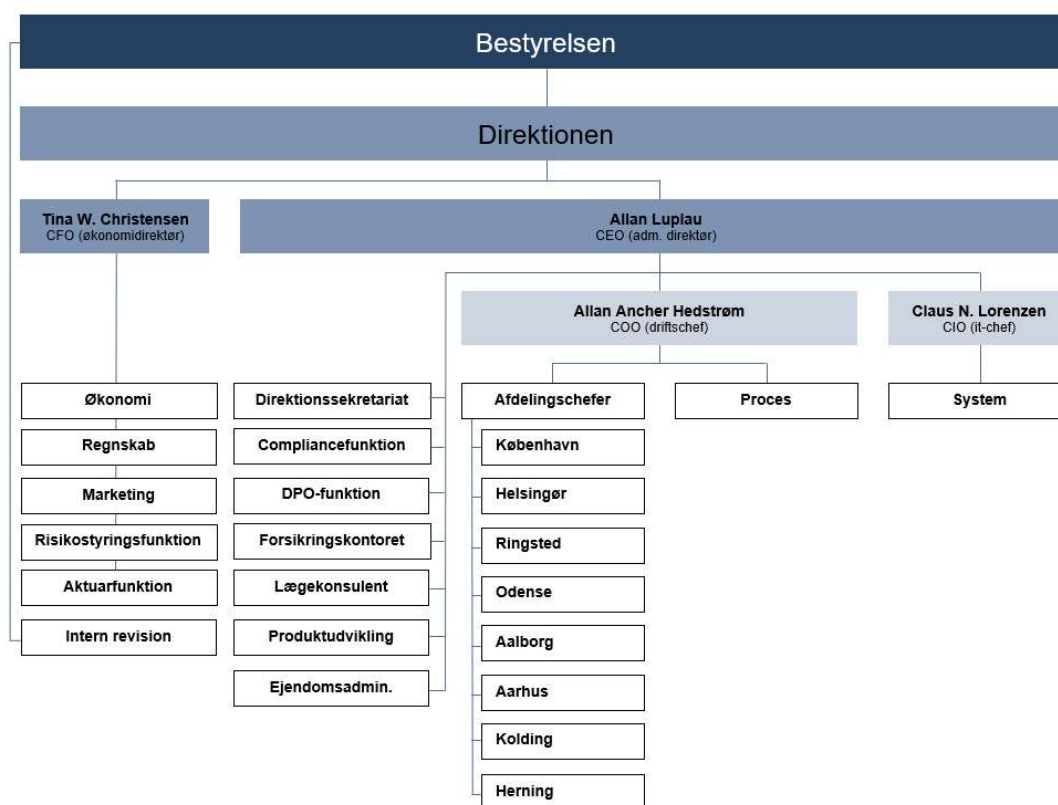 Bestyrelsen
Direktionen
Tina W. Christensen
CFO (økonomidirektør)
Allan Luplau
CEO (adm. direktør)
Allan Ancher Hedstrøm
COO (driftschef)
Claus N. Lorenzen
CIO (it-chef)
Økonomi
Regnskab
Marketing
Risikostyringsfunktion
Aktuarfunktion
Intern revision
Direktionssekretariat
Compliancefunktion
DPO-funktion
Forsikringskontoret
Lægekonsulent
Produktudvikling
Ejendomsadmin.
Afdelingschefer
København
Helsingør
Ringsted
Odense
Aalborg
Aarhus
Kolding
Herning
Proces
System